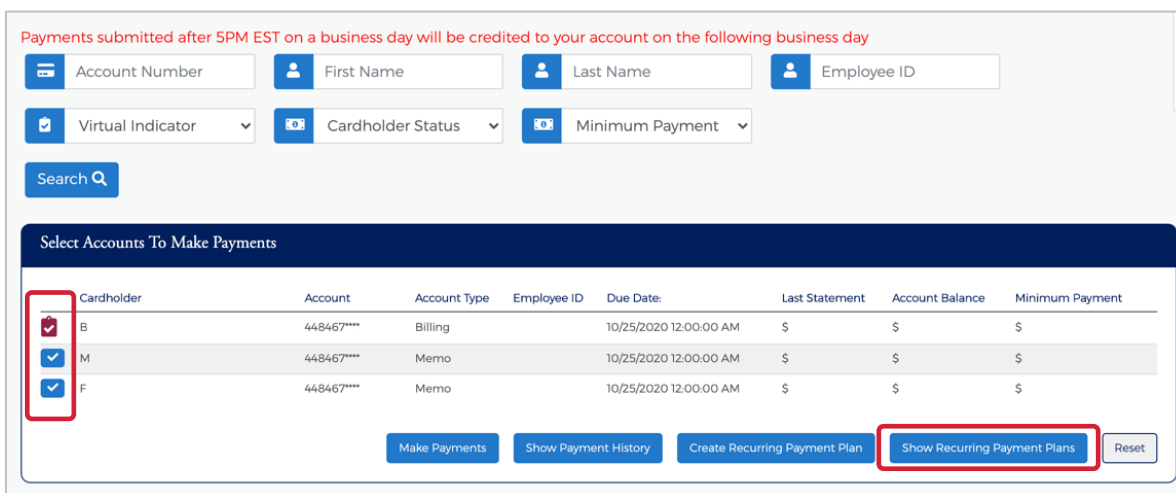 Payments submitted after 5PM EST on a business day will be credited to your account on the following business day
Account Number First Name Last Name Employee ID
Virtual Indicator Cardholder Status Minimum Payment
Search
Select Accounts To Make Payments
Cardholder Account Account Type Employee ID Due Date: Last Statement Account Balance Minimum Payment
B 448467**** Billing 10/25/2020 12:00:00 AM $ $ $
M 448467**** Memo 10/25/2020 12:00:00 AM $ $ $
F 448467**** Memo 10/25/2020 12:00:00 AM $ $ $
Make Payments Show Payment History Create Recurring Payment Plan Show Recurring Payment Plans Reset